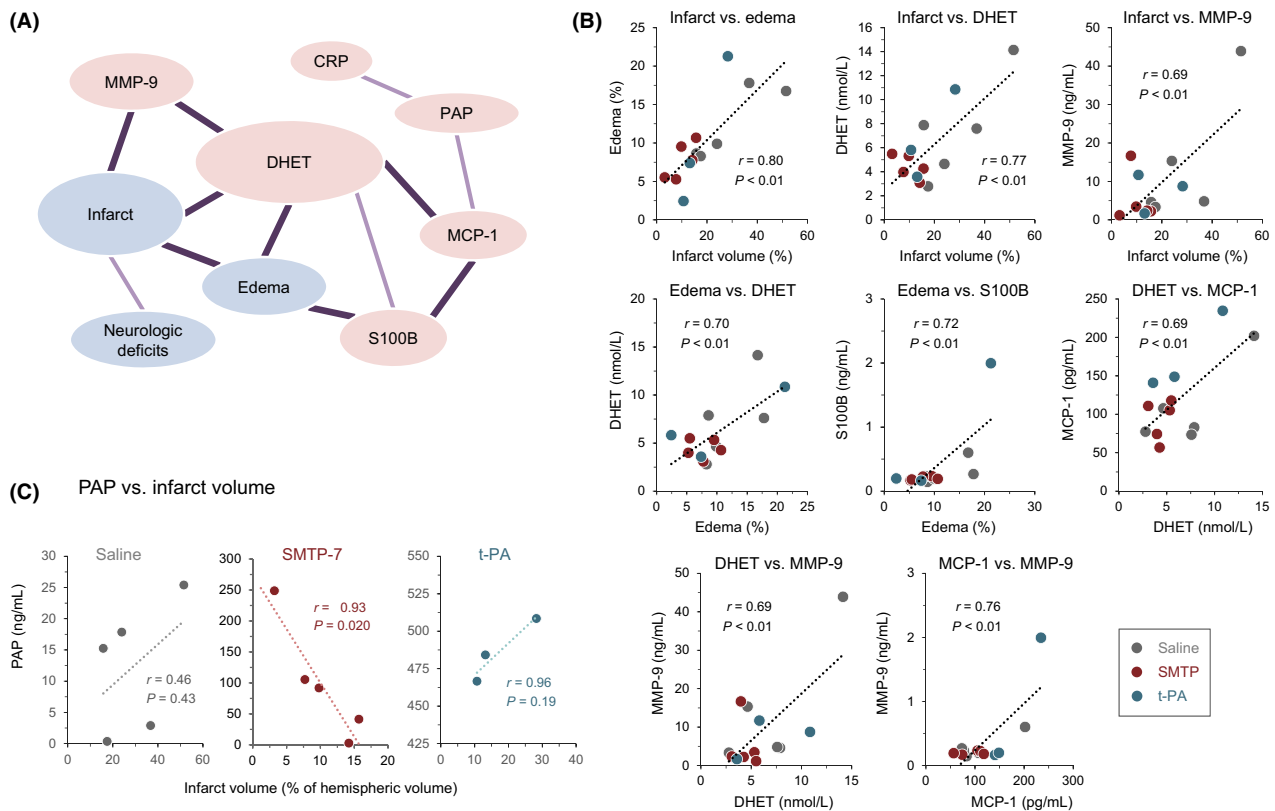 (A)
MMP-9
CRP
PAP
DHET
Infarct
MCP-1
Edema
Neurologic
deficits
S100B
(B)
Infarct vs. edema
Edema (%)
25
20
15
10
5
0
r = 0.80
P < 0.01
0 20 40 60
Infarct volume (%)
Infarct vs. DHET
DHET (nmol/L)
16
14
12
10
8
6
4
2
0
r = 0.77
P < 0.01
0 20 40 60
Infarct volume (%)
Infarct vs. MMP-9
MMP-9 (ng/mL)
50
40
30
20
10
0
r = 0.69
P < 0.01
0 20 40 60
Infarct volume (%)
Edema vs. DHET
DHET (nmol/L)
20
15
10
5
0
r = 0.70
P < 0.01
0 5 10 15 20 25
Edema (%)
Edema vs. S100B
S100B (ng/mL)
3
2
1
0
r = 0.72
P < 0.01
0 10 20 30
Edema (%)
DHET vs. MCP-1
MCP-1 (pg/mL)
250
200
150
100
50
0
r = 0.69
P < 0.01
0 5 10 15
DHET (nmol/L)
DHET vs. MMP-9
MMP-9 (ng/mL)
50
40
30
20
10
0
r = 0.69
P < 0.01
0 5 10 15
DHET (nmol/L)
MCP-1 vs. MMP-9
MMP-9 (ng/mL)
3
2
1
0
r = 0.76
P < 0.01
0 100 200 300
MCP-1 (pg/mL)
Saline
SMTP
t-PA
(C)
PAP vs. infarct volume
Saline
PAP (ng/mL)
30
25
20
15
10
5
0
r = 0.46
P = 0.43
0 20 40 60
SMTP-7
300
250
200
150
100
50
0
r = 0.93
P = 0.020
0 5 10 15 20
t-PA
550
525
500
475
450
425
r = 0.96
P = 0.19
0 10 20 30 40
Infarct volume (% of hemispheric volume)